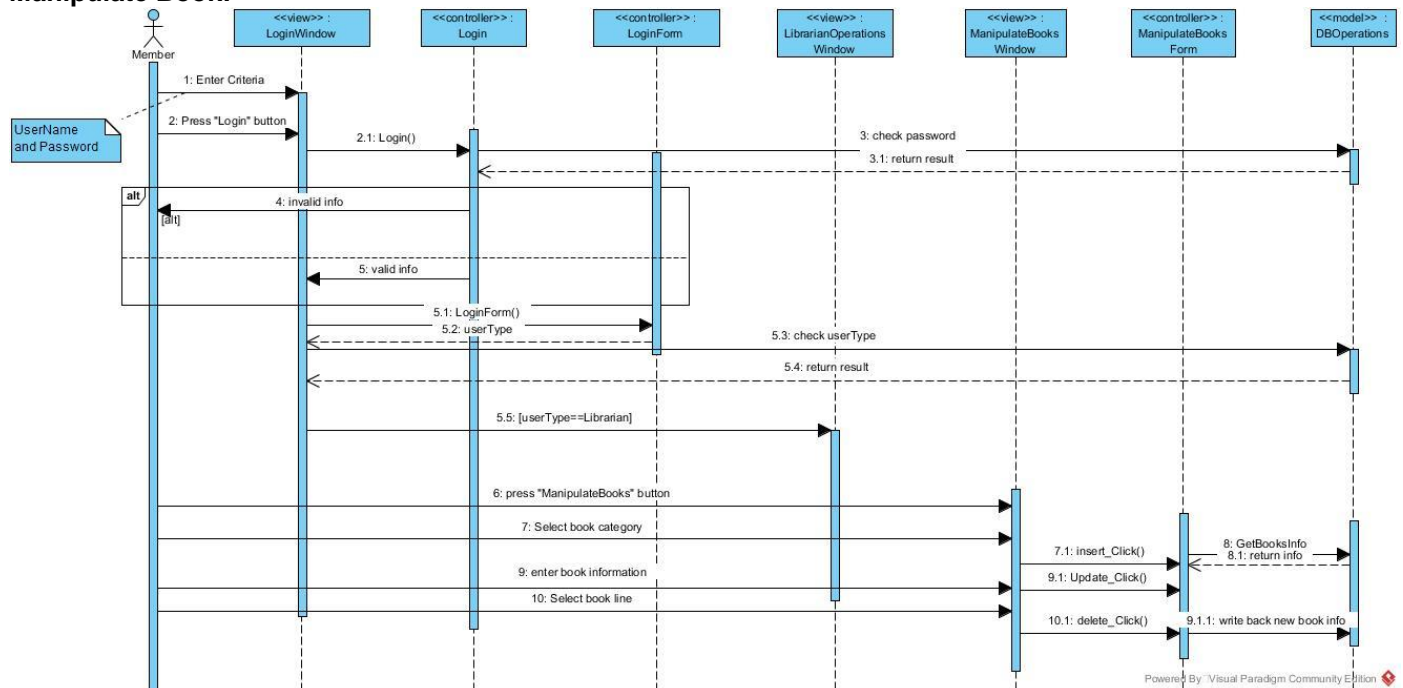 Manipulate Book:
<<view>> :
LoginWindow
<<controller>> :
Login
<<controller>> :
LoginForm
<<view>> :
LibrarianOperations
Window
<<view>> :
ManipulateBooks
Window
<<controller>> :
ManipulateBooks
Form
<<model>> :
DBOperations
Member
1: Enter Criteria
UserName
and Password
2: Press "Login" button
2.1: Login()
3: check password
3.1: return result
alt
4: invalid info
[alt]
5: valid info
5.1: LoginForm()
5.2: userType
5.3: check userType
5.4: return result
5.5: [userType==Librarian]
6: press "ManipulateBooks" button
7: Select book category
7.1: insert_Click()
8: GetBooksInfo
8.1: return info
9: enter book information
9.1: Update_Click()
10: Select book line
10.1: delete_Click()
9.1.1: write back new book info
Powered By Visual Paradigm Community Edition